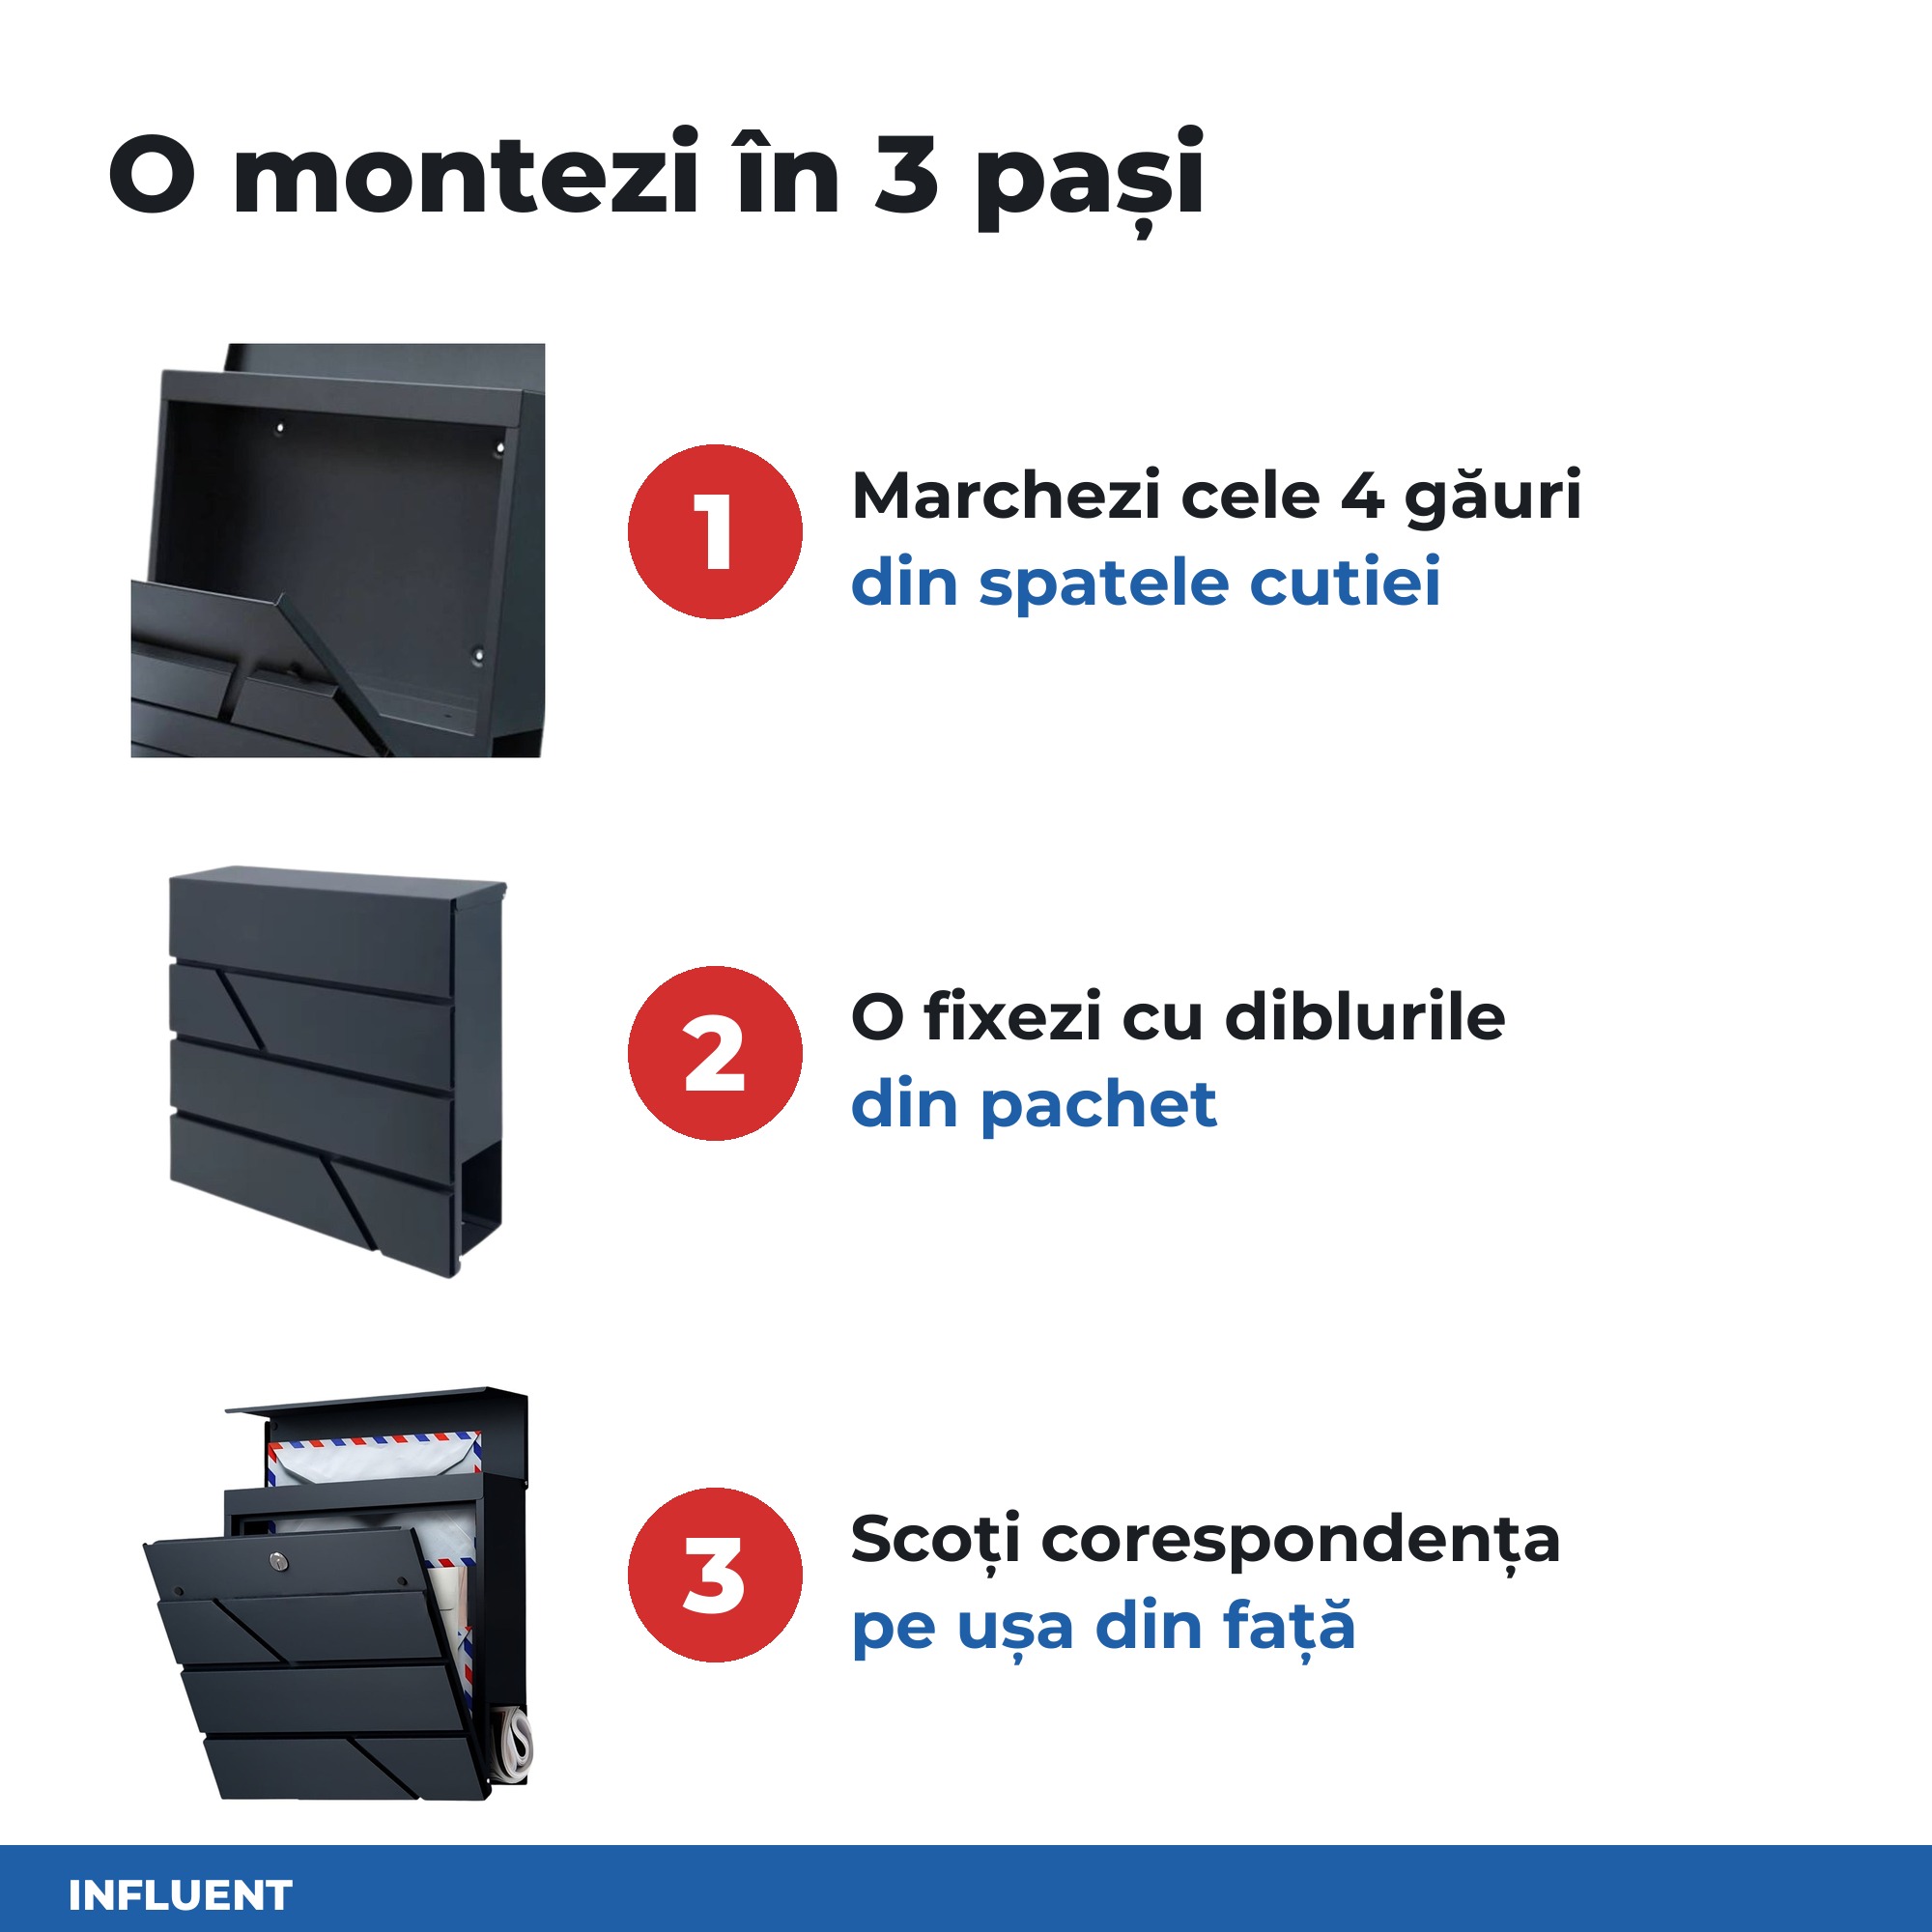 O montezi în 3 pași
1
Marchezi cele 4 găuri
din spatele cutiei
2
O fixezi cu diblurile
din pachet
3
Scoți corespondența
pe ușa din față
INFLUENT